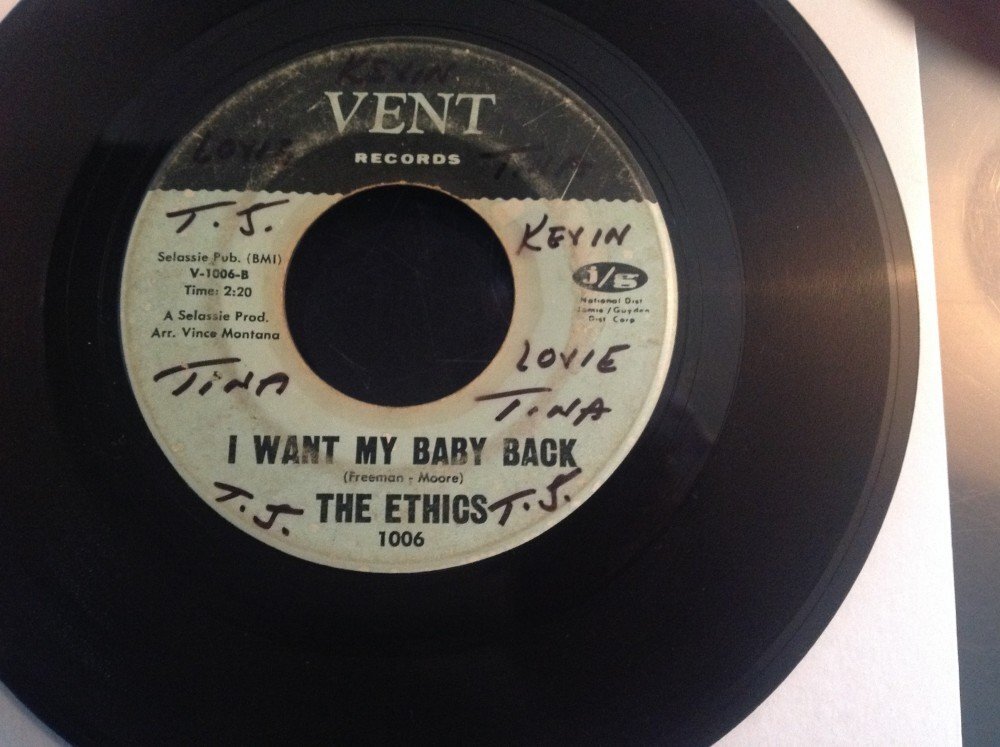 KEVIN
VENT
LOVIE
TINA
RECORDS
T.J.
KEVIN
Selassie Pub. (BMI)
V-1006-B
Time: 2:20
A Selassie Prod.
Arr. Vince Montana
j/g
National Dist
Jamie/Guyden
Dist Corp
TINA
LOVIE
TINA
I WANT MY BABY BACK
(Freeman - Moore)
T.J.
THE ETHICS
T.J.
1006